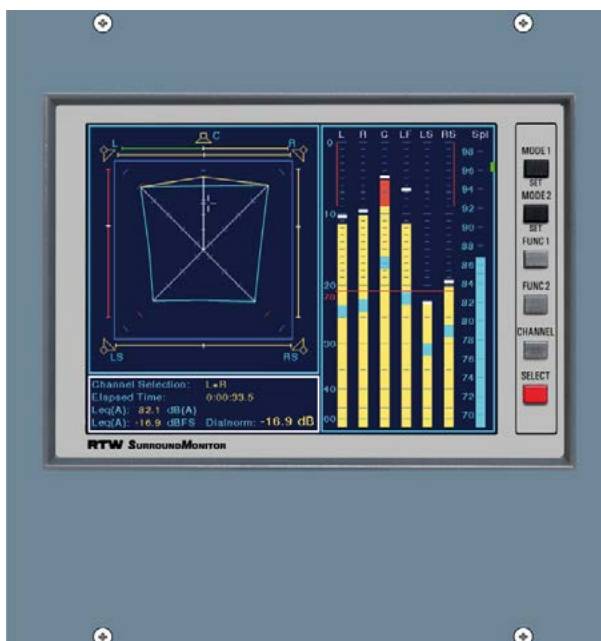 C
L R
LS RS
Channel Selection: L+R
Elapsed Time: 0:00:33.5
Leq(A): 82.1 dB(A)
Leq(A): -16.9 dBFS Dialnorm: -16.9 dB
L R C LF LS RS Spl
0
10
20
70
30
40
60
98
96
94
92
90
88
86
84
82
80
78
76
74
72
70
MODE 1
SET
MODE 2
SET
FUNC 1
FUNC 2
CHANNEL
SELECT
RTW SURROUNDMONITOR